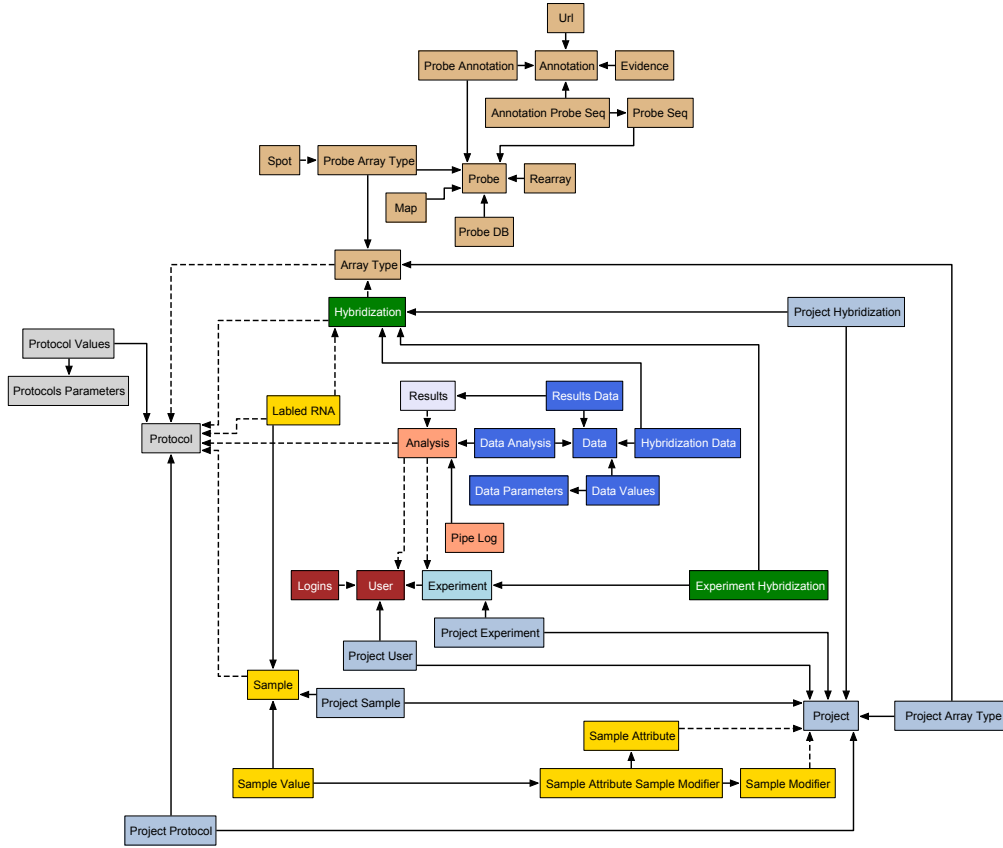 Url
Probe Annotation
Annotation
Evidence
Annotation Probe Seq
Probe Seq
Spot
Probe Array Type
Probe
Rearray
Map
Probe DB
Array Type
Hybridization
Project Hybridization
Protocol Values
Protocols Parameters
Results
Results Data
Labled RNA
Protocol
Analysis
Data Analysis
Data
Hybridization Data
Data Parameters
Data Values
Pipe Log
Logins
User
Experiment
Experiment Hybridization
Project Experiment
Project User
Sample
Project Sample
Project
Project Array Type
Sample Attribute
Sample Value
Sample Attribute Sample Modifier
Sample Modifier
Project Protocol